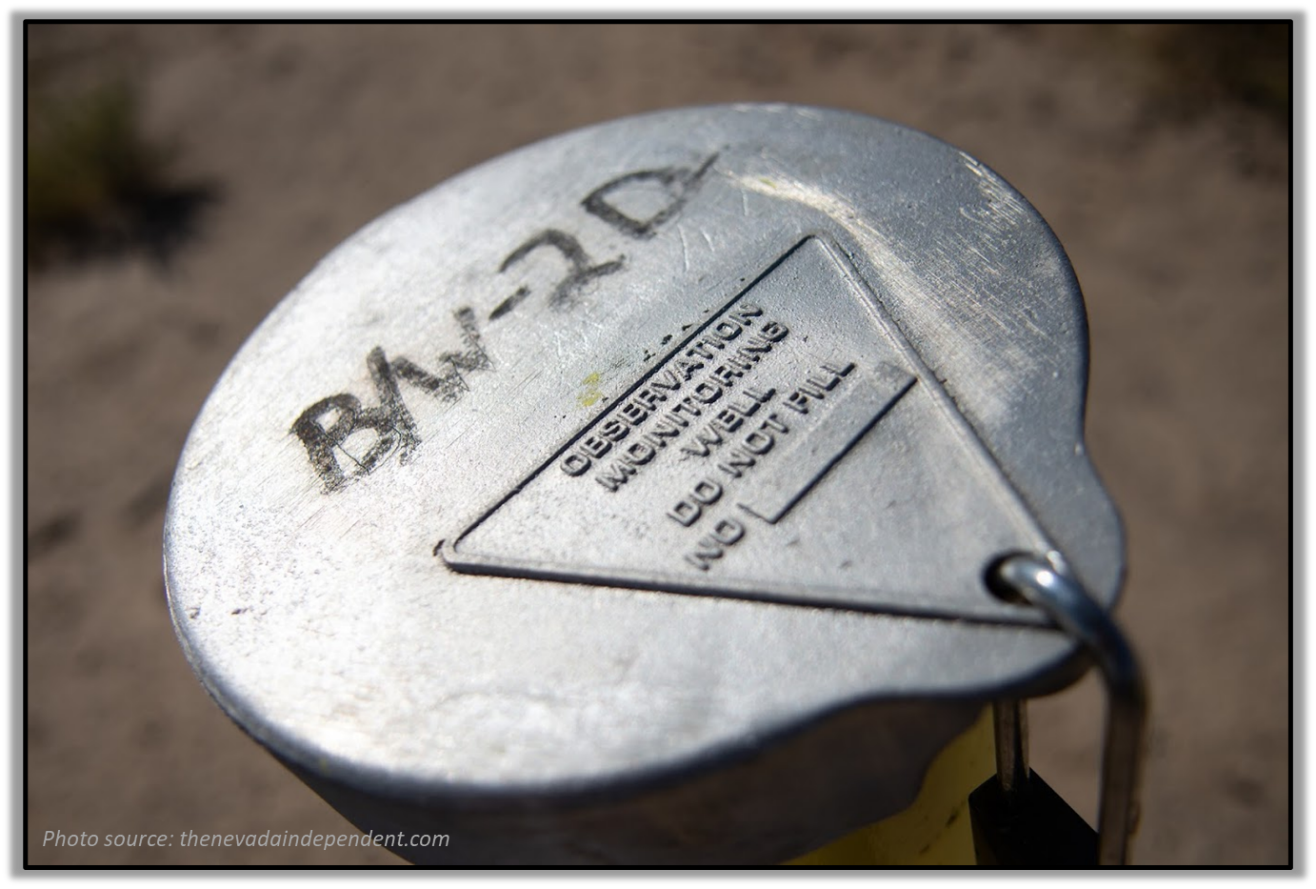 B/W-2D
OBSERVATION
MONITORING
WELL
DO NOT FILL
NO
Photo source: thenevadaindependent.com